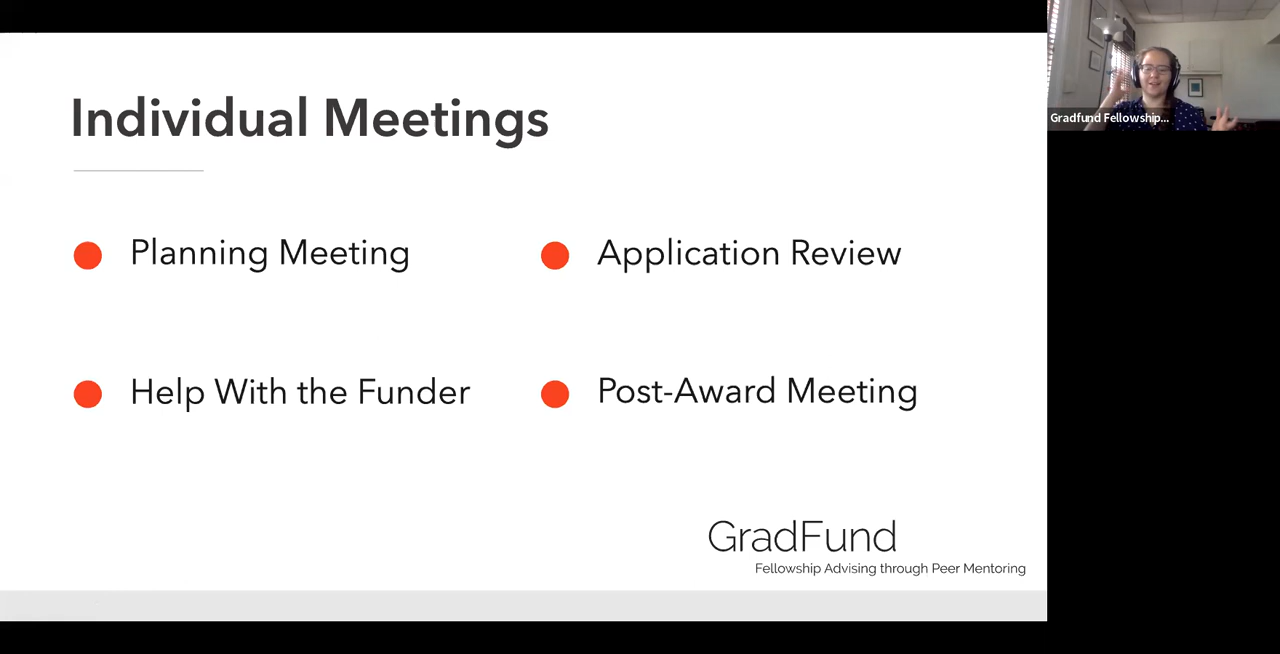 Individual Meetings
Planning Meeting
Application Review
Help With the Funder
Post-Award Meeting
GradFund
Fellowship Advising through Peer Mentoring
Gradfund Fellowship...